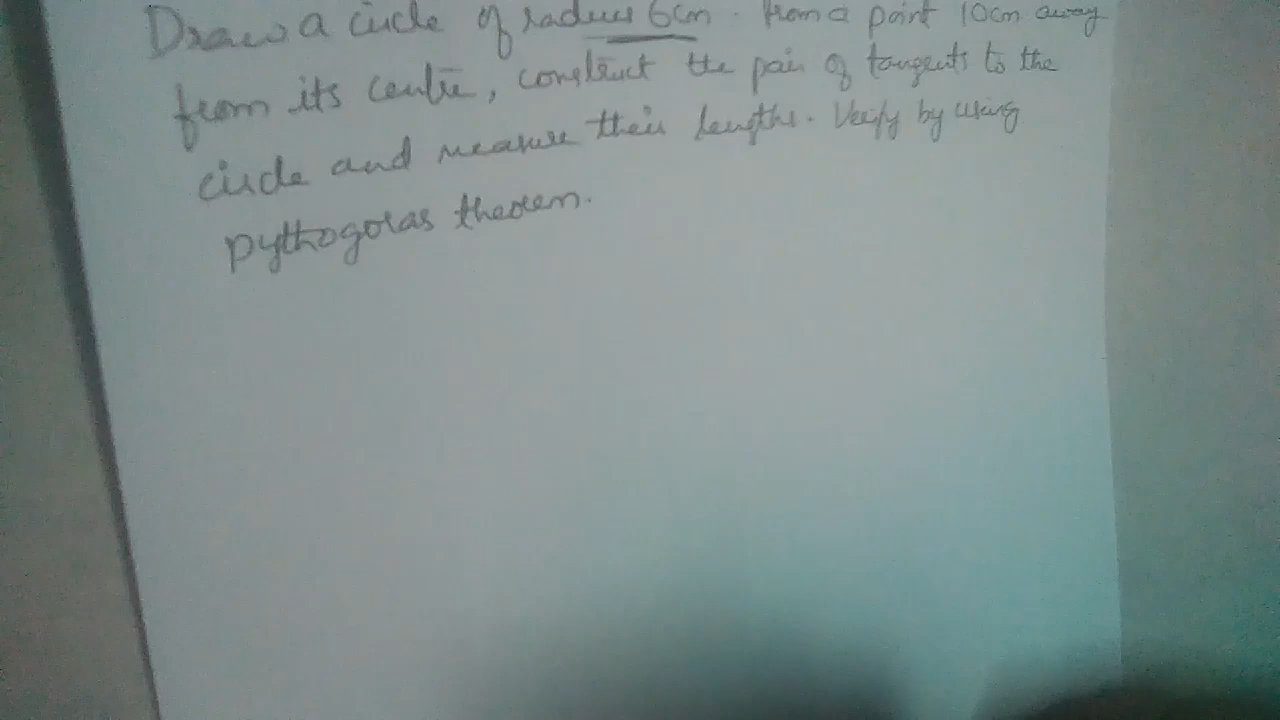 Draw a circle of radius 6cm. From a point 10cm away
from its centre, construct the pair of tangents to the
circle and measure their lengths. Verify by using
pythogoras theorem.